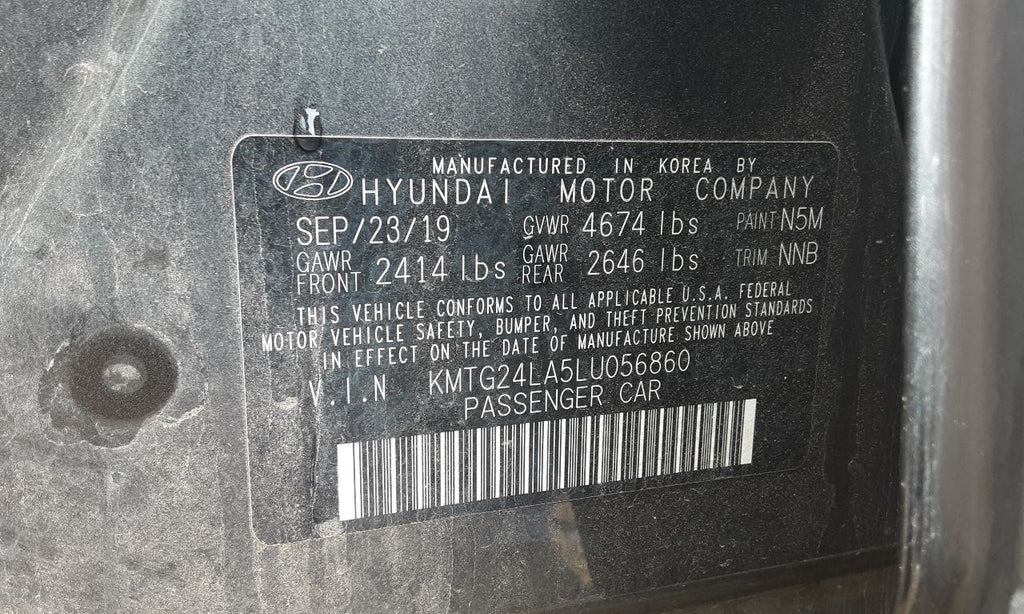 MANUFACTURED IN KOREA BY
HYUNDAI MOTOR COMPANY
SEP/23/19 GVWR 4674 lbs PAINT N5M
GAWR FRONT 2414 lbs GAWR REAR 2646 lbs TRIM NNB
THIS VEHICLE CONFORMS TO ALL APPLICABLE U.S.A. FEDERAL
MOTOR VEHICLE SAFETY, BUMPER, AND THEFT PREVENTION STANDARDS
IN EFFECT ON THE DATE OF MANUFACTURE SHOWN ABOVE
V.I.N KMTG24LA5LU056860
PASSENGER CAR